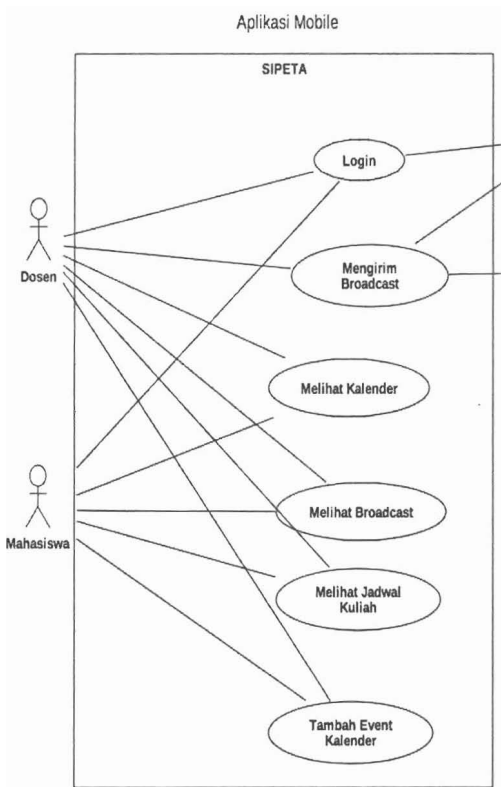 Aplikasi Mobile
SIPETA
Login
Dosen
Mengirim
Broadcast
Melihat Kalender
Mahasiswa
Melihat Broadcast
Melihat Jadwal
Kuliah
Tambah Event
Kalender